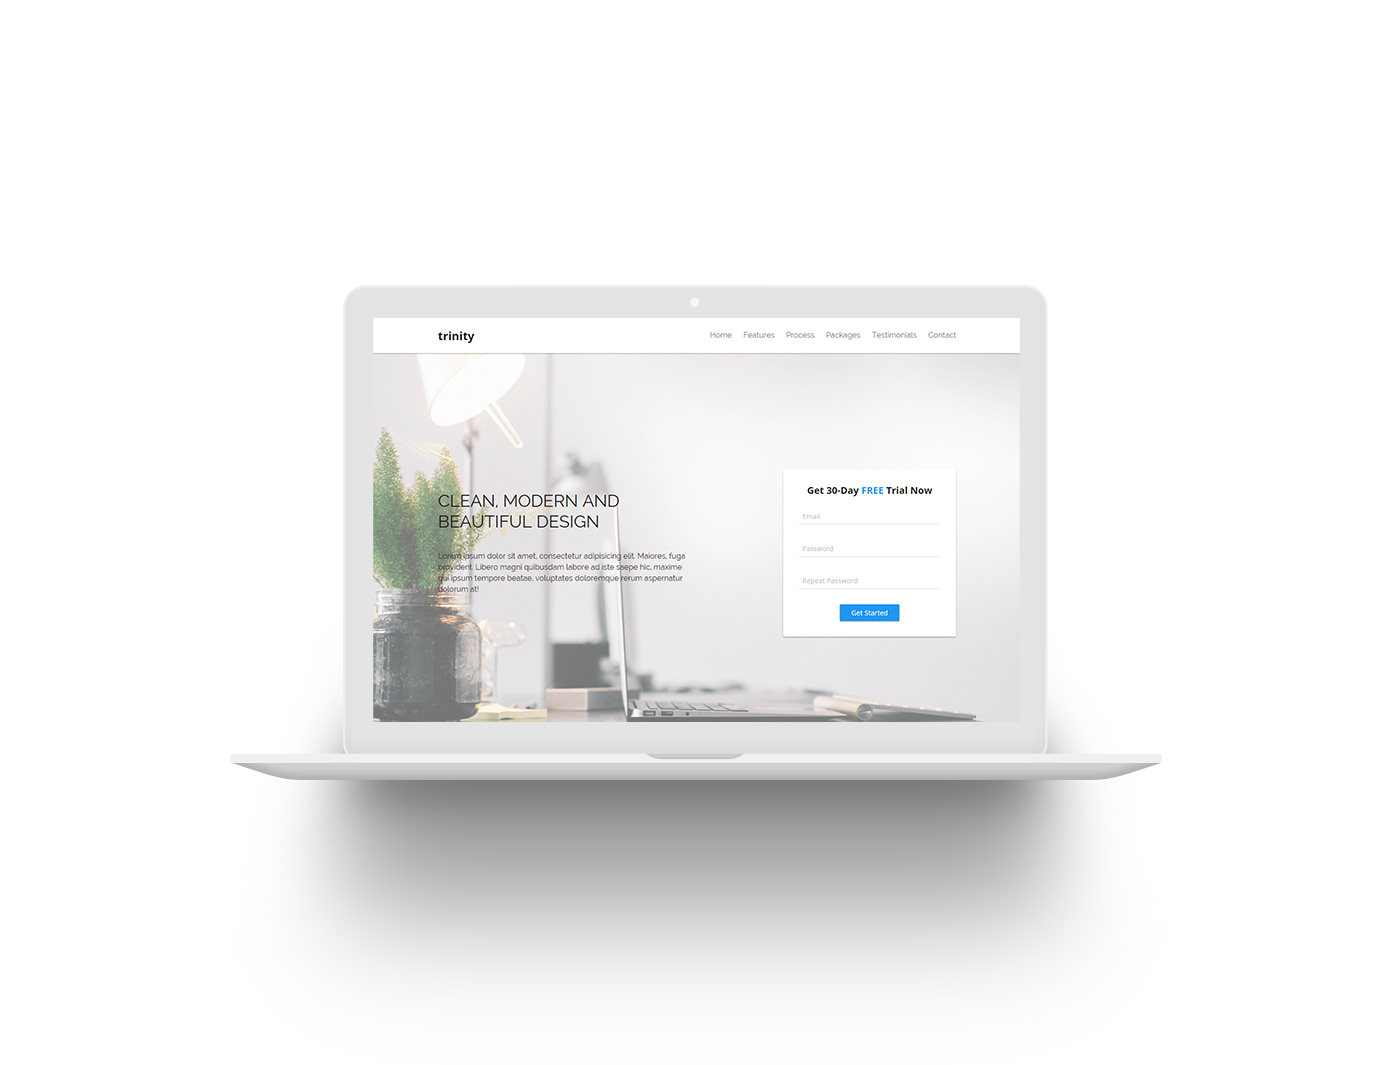 trinity
Home Features Process Packages Testimonials Contact
CLEAN, MODERN AND
BEAUTIFUL DESIGN
Lorem ipsum dolor sit amet, consectetur adipisicing elit. Maiores, fuga
provident. Libero magni quibusdam labore ad iste saepe hic, maxime
qui ipsum tempore beatae, voluptates doloremque rerum aspernatur
dolorum at!
Get 30-Day FREE Trial Now
Email
Password
Repeat Password
Get Started